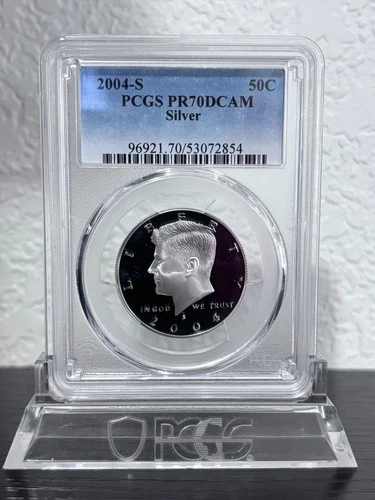 2004-S 50C
PCGS PR70DCAM
Silver
96921.70/53072854
LIBERTY
IN GOD WE TRUST
S
2004
PCGS